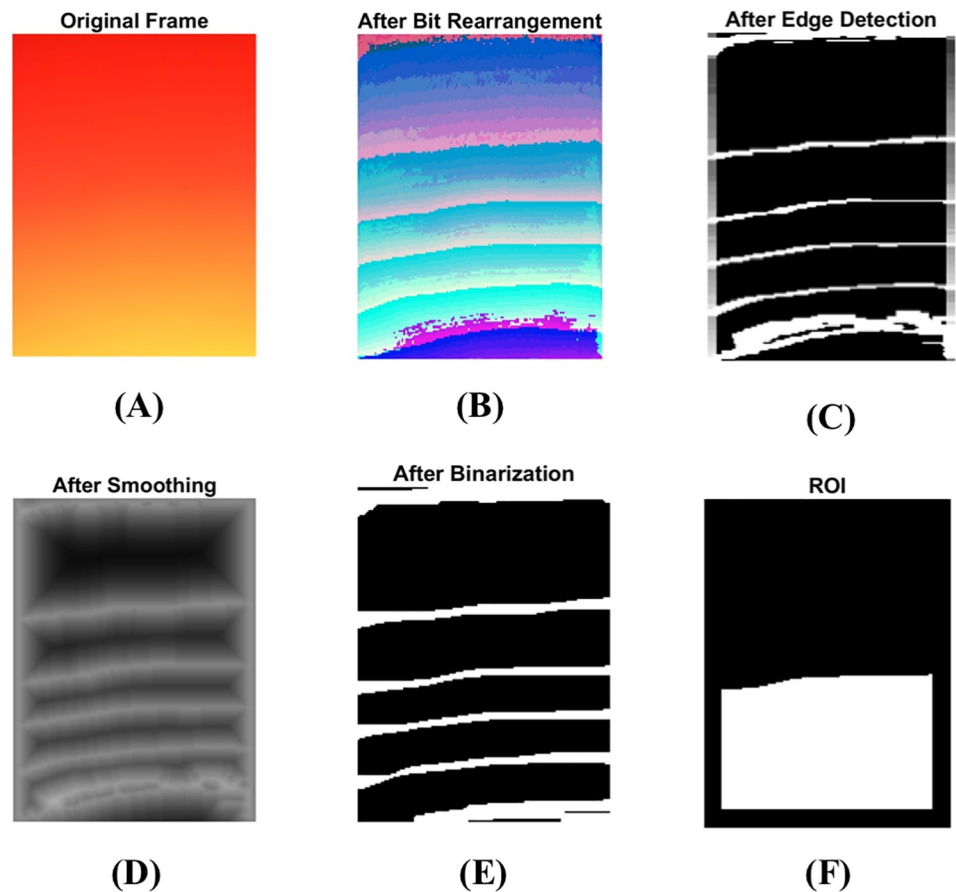 Original Frame
After Bit Rearrangement
After Edge Detection
(A)
(B)
(C)
After Smoothing
After Binarization
ROI
(D)
(E)
(F)